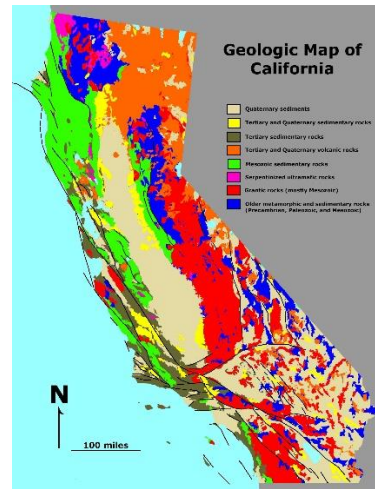 Geologic Map of
California
Quaternary sediments
Tertiary and Quaternary sedimentary rocks
Tertiary sedimentary rocks
Tertiary and Quaternary volcanic rocks
Mesozoic sedimentary rocks
Serpentinized ultramafic rocks
Granitic rocks (mostly Mesozoic)
Older metamorphic and sedimentary rocks
(Precambrian, Paleozoic, and Mesozoic)
N
100 miles